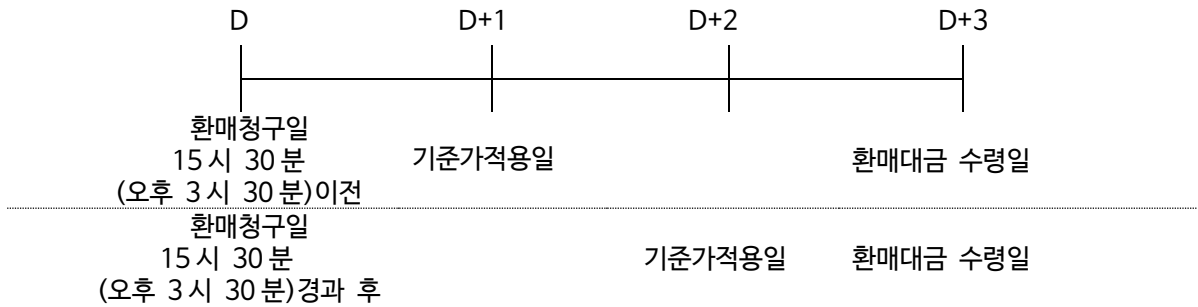 D D+1 D+2 D+3
환매청구일
15시 30분
(오후 3시 30분)이전
기준가적용일
환매대금 수령일
환매청구일
15시 30분
(오후 3시 30분)경과 후
기준가적용일
환매대금 수령일